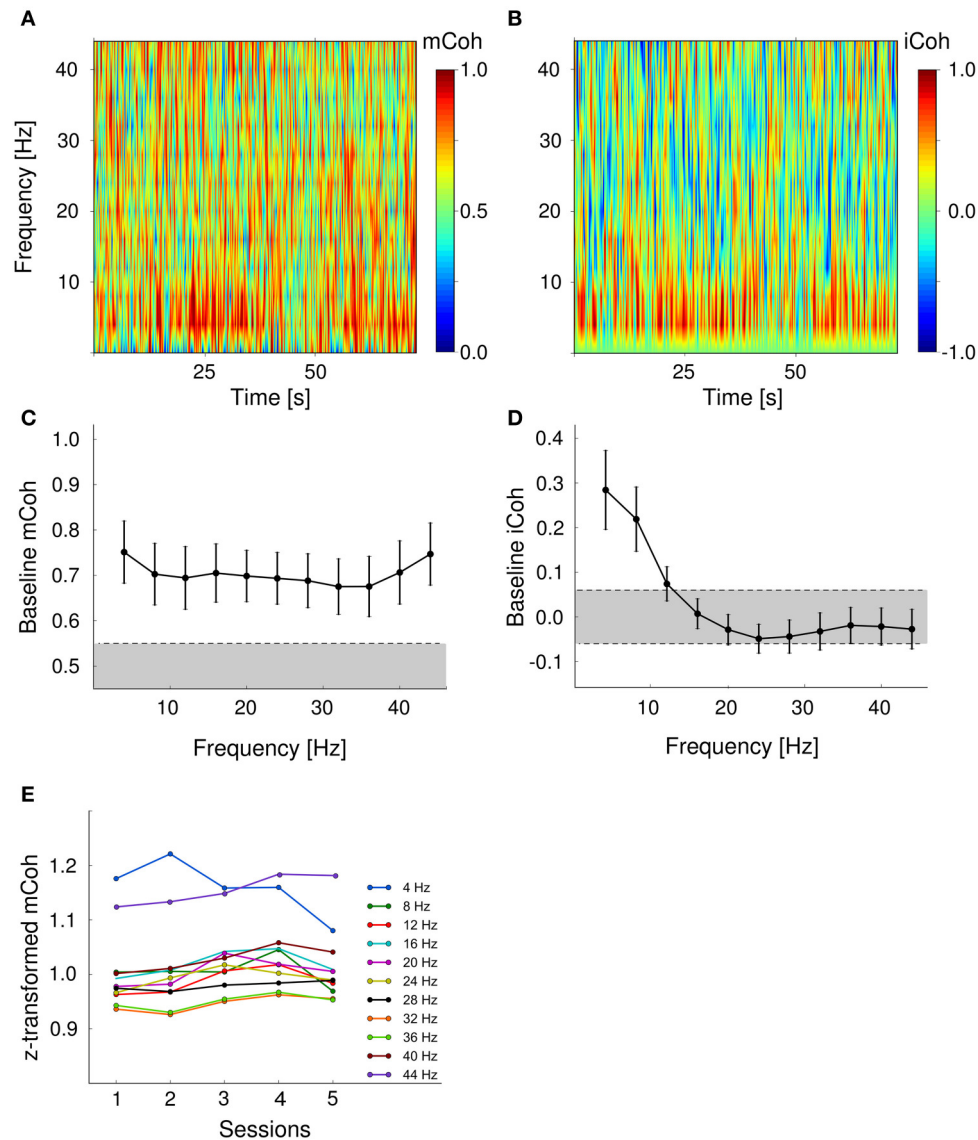 A
mCoh
40
30
20
10
Frequency [Hz]
25
50
Time [s]
1.0
0.5
0.0
B
iCoh
40
30
20
10
25
50
Time [s]
1.0
0.0
-1.0
C
1.0
0.9
0.8
0.7
0.6
0.5
Baseline mCoh
10
20
30
40
Frequency [Hz]
D
0.4
0.3
0.2
0.1
0.0
-0.1
Baseline iCoh
10
20
30
40
Frequency [Hz]
E
1.2
1.1
1.0
0.9
z-transformed mCoh
1
2
3
4
5
Sessions
4 Hz
8 Hz
12 Hz
16 Hz
20 Hz
24 Hz
28 Hz
32 Hz
36 Hz
40 Hz
44 Hz